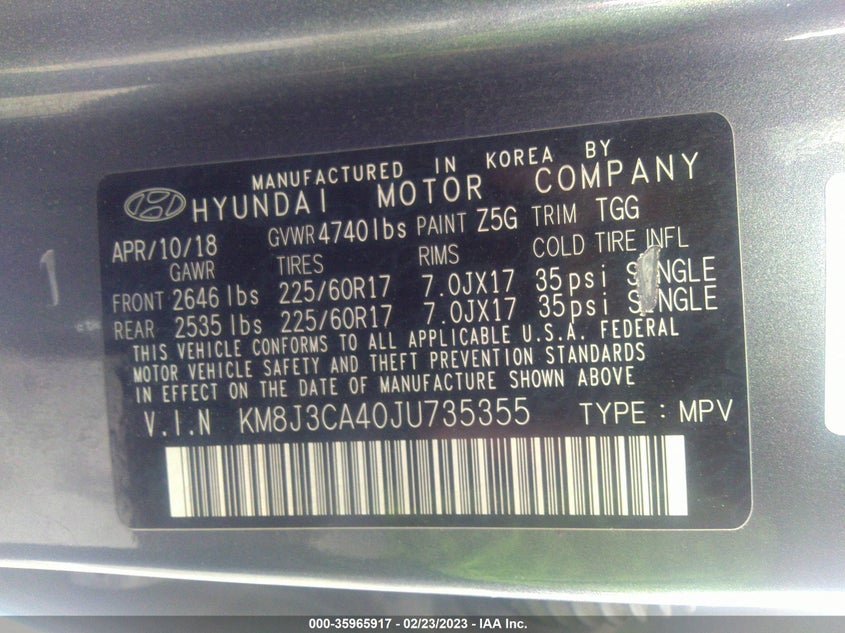 MANUFACTURED IN KOREA BY
HYUNDAI MOTOR COMPANY
APR/10/18 GVWR 4740lbs PAINT Z5G TRIM TGG
GAWR TIRES RIMS COLD TIRE INFL
FRONT 2646 lbs 225/60R17 7.0JX17 35psi SINGLE
REAR 2535 lbs 225/60R17 7.0JX17 35psi SINGLE
THIS VEHICLE CONFORMS TO ALL APPLICABLE U.S.A. FEDERAL
MOTOR VEHICLE SAFETY AND THEFT PREVENTION STANDARDS
IN EFFECT ON THE DATE OF MANUFACTURE SHOWN ABOVE
V.I.N KM8J3CA40JU735355 TYPE : MPV
1
000-35965917 - 02/23/2023 - IAA Inc.